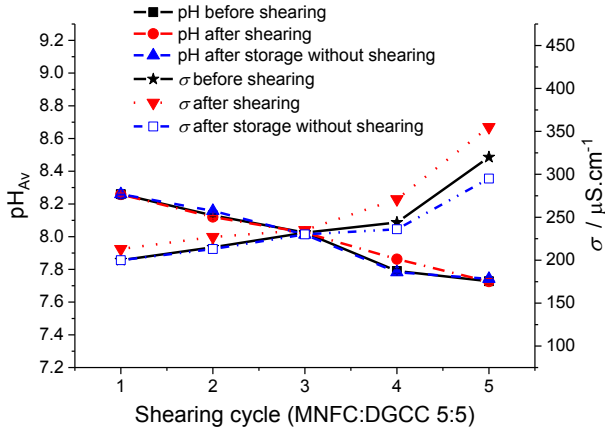 pH before shearing
pH after shearing
pH after storage without shearing
σ before shearing
σ after shearing
σ after storage without shearing
9.2
9.0
8.8
8.6
8.4
8.2
8.0
7.8
7.6
7.4
7.2
pH_Av
450
400
350
300
250
200
150
100
σ / μS.cm⁻¹
1 2 3 4 5
Shearing cycle (MNFC:DGCC 5:5)